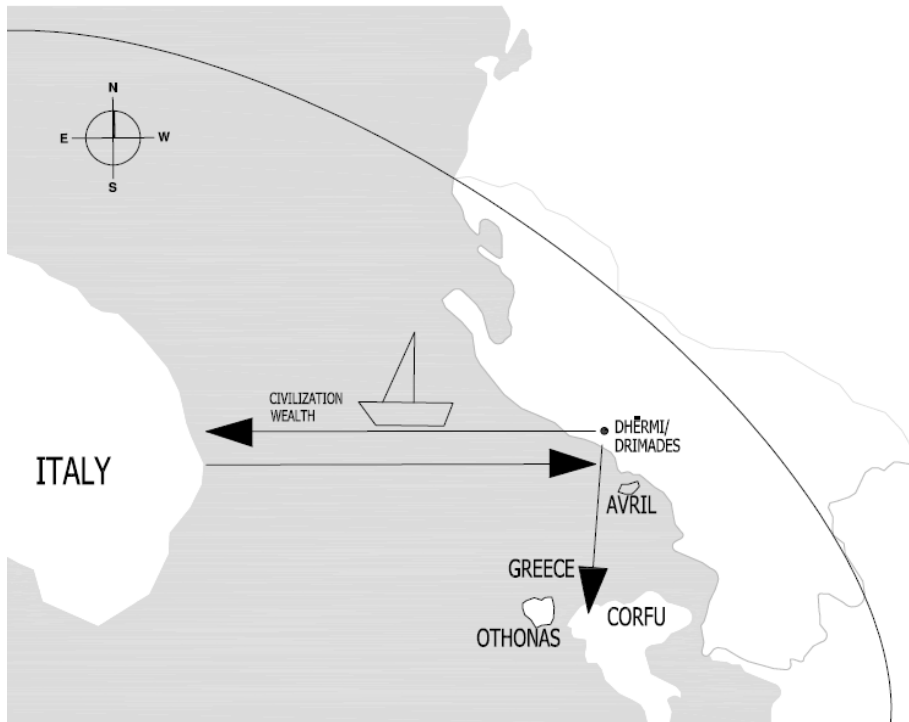 N
E W
S
CIVILIZATION
WEALTH
DHËRMI/
DRIMADES
ITALY
AVRIL
GREECE
CORFU
OTHONAS